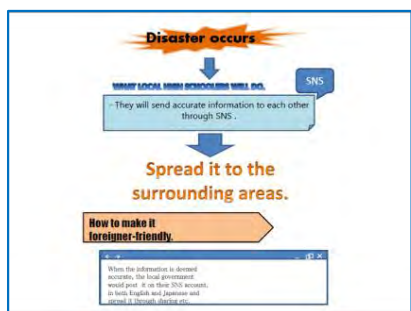 Disaster occurs
WHAT LOCAL HIGH SCHOOLERS WILL DO.
SNS
-They will send accurate information to each other
through SNS .
Spread it to the
surrounding areas.
How to make it
foreigner-friendly.
When the information is deemed
accurate, the local government
would post it on their SNS account,
in both English and Japanese and
spread it through sharing etc.